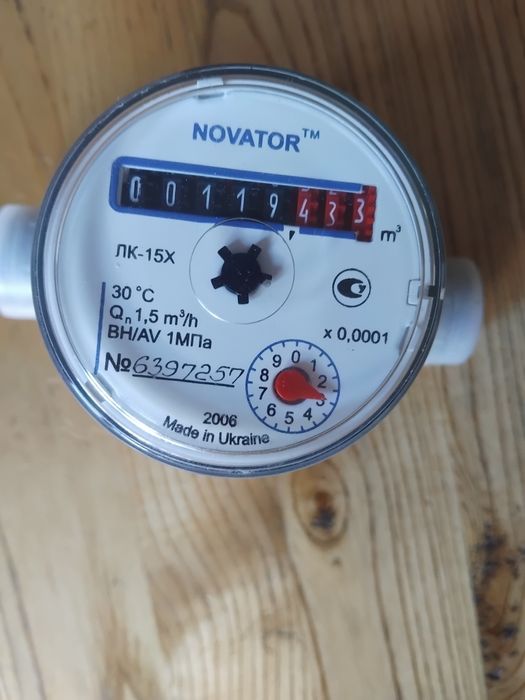 NOVATOR™
00119433 m³
ЛК-15Х
30 °C
Qn 1,5 m³/h
BH/AV 1МПа
x 0,0001
№6397257
0 1 2 3 4 5 6 7 8 9
2006
Made in Ukraine